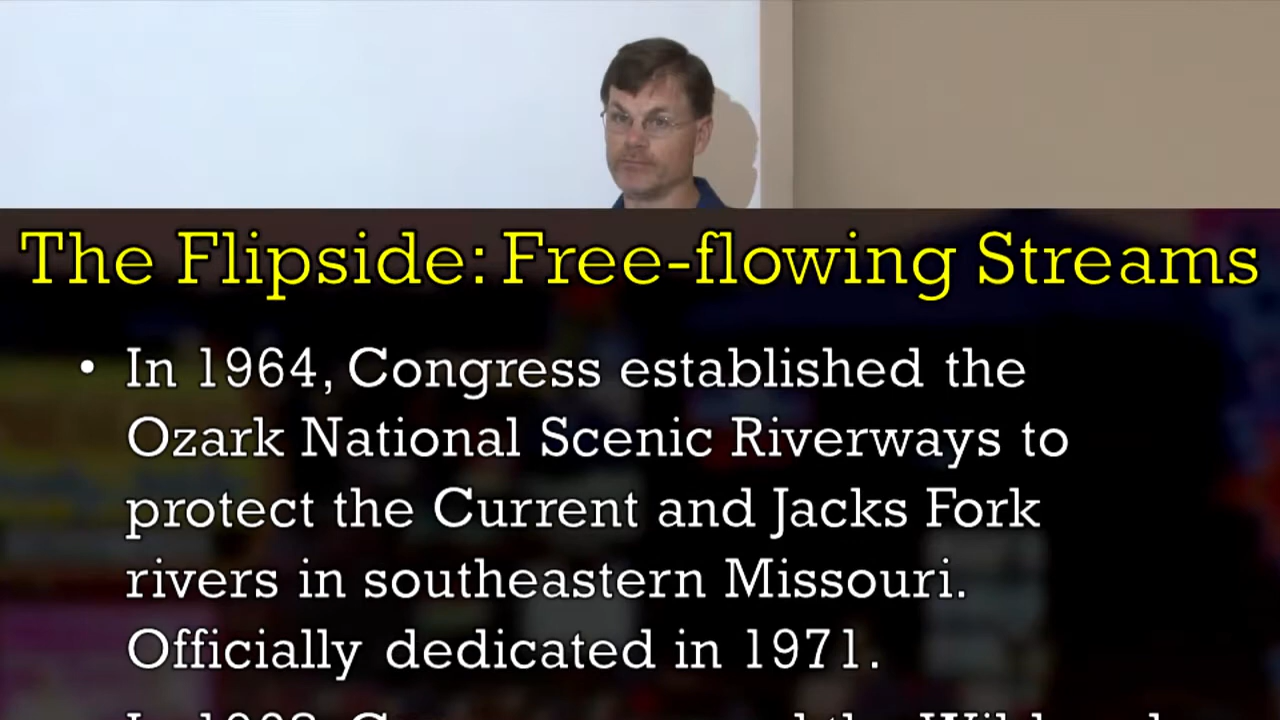 The Flipside: Free-flowing Streams
• In 1964, Congress established the
Ozark National Scenic Riverways to
protect the Current and Jacks Fork
rivers in southeastern Missouri.
Officially dedicated in 1971.